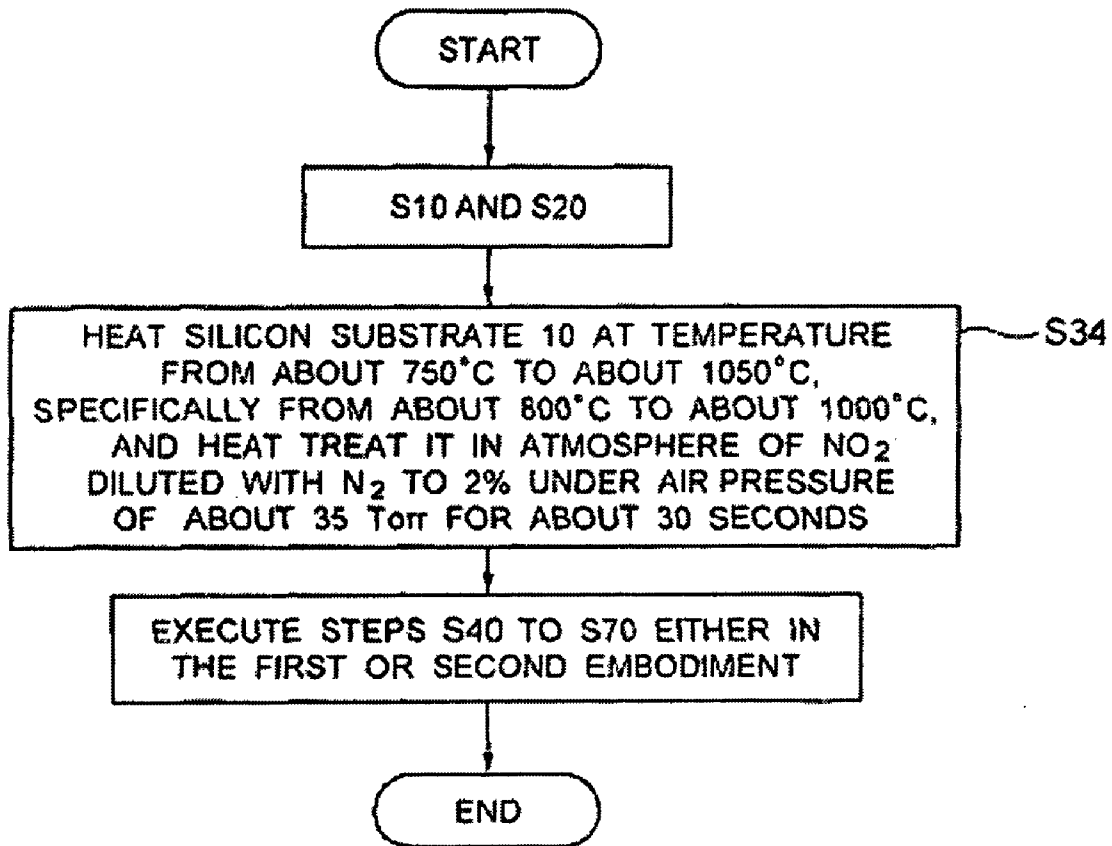 START
S10 AND S20
HEAT SILICON SUBSTRATE 10 AT TEMPERATURE
FROM ABOUT 750°C TO ABOUT 1050°C,
SPECIFICALLY FROM ABOUT 800°C TO ABOUT 1000°C,
AND HEAT TREAT IT IN ATMOSPHERE OF NO2
DILUTED WITH N2 TO 2% UNDER AIR PRESSURE
OF ABOUT 35 Torr FOR ABOUT 30 SECONDS
S34
EXECUTE STEPS S40 TO S70 EITHER IN
THE FIRST OR SECOND EMBODIMENT
END